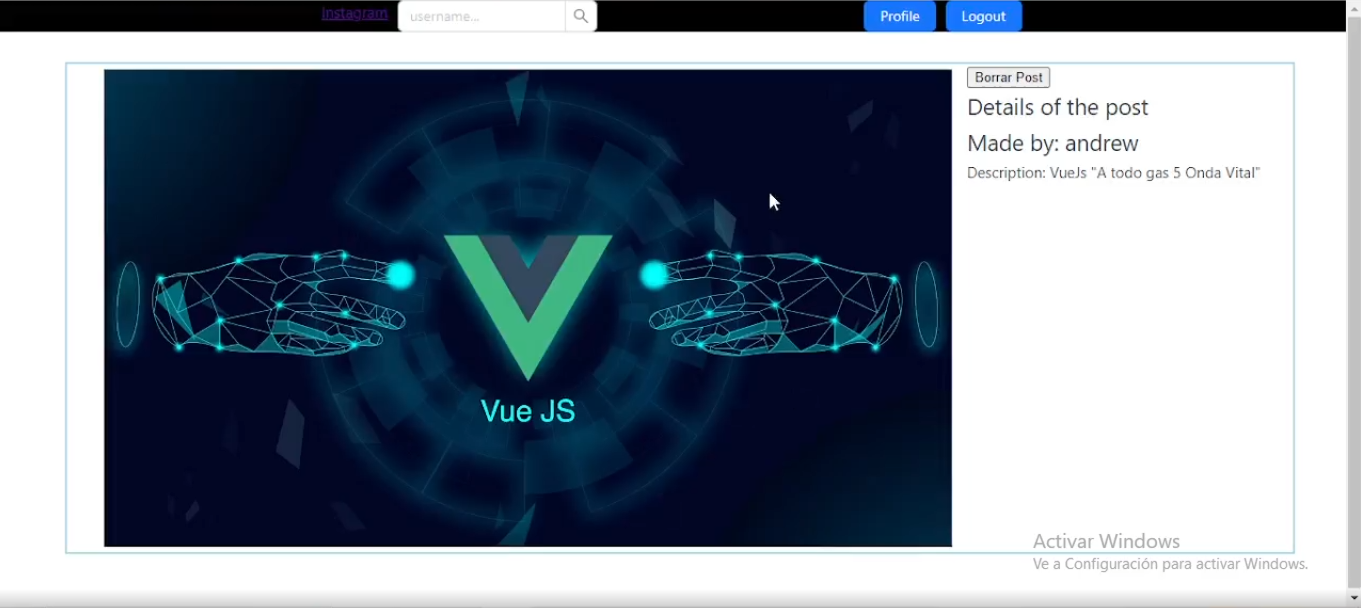 Instagram
username...
Profile
Logout
Borrar Post
Details of the post
Made by: andrew
Description: VueJs "A todo gas 5 Onda Vital"
Vue JS
Activar Windows
Ve a Configuración para activar Windows.